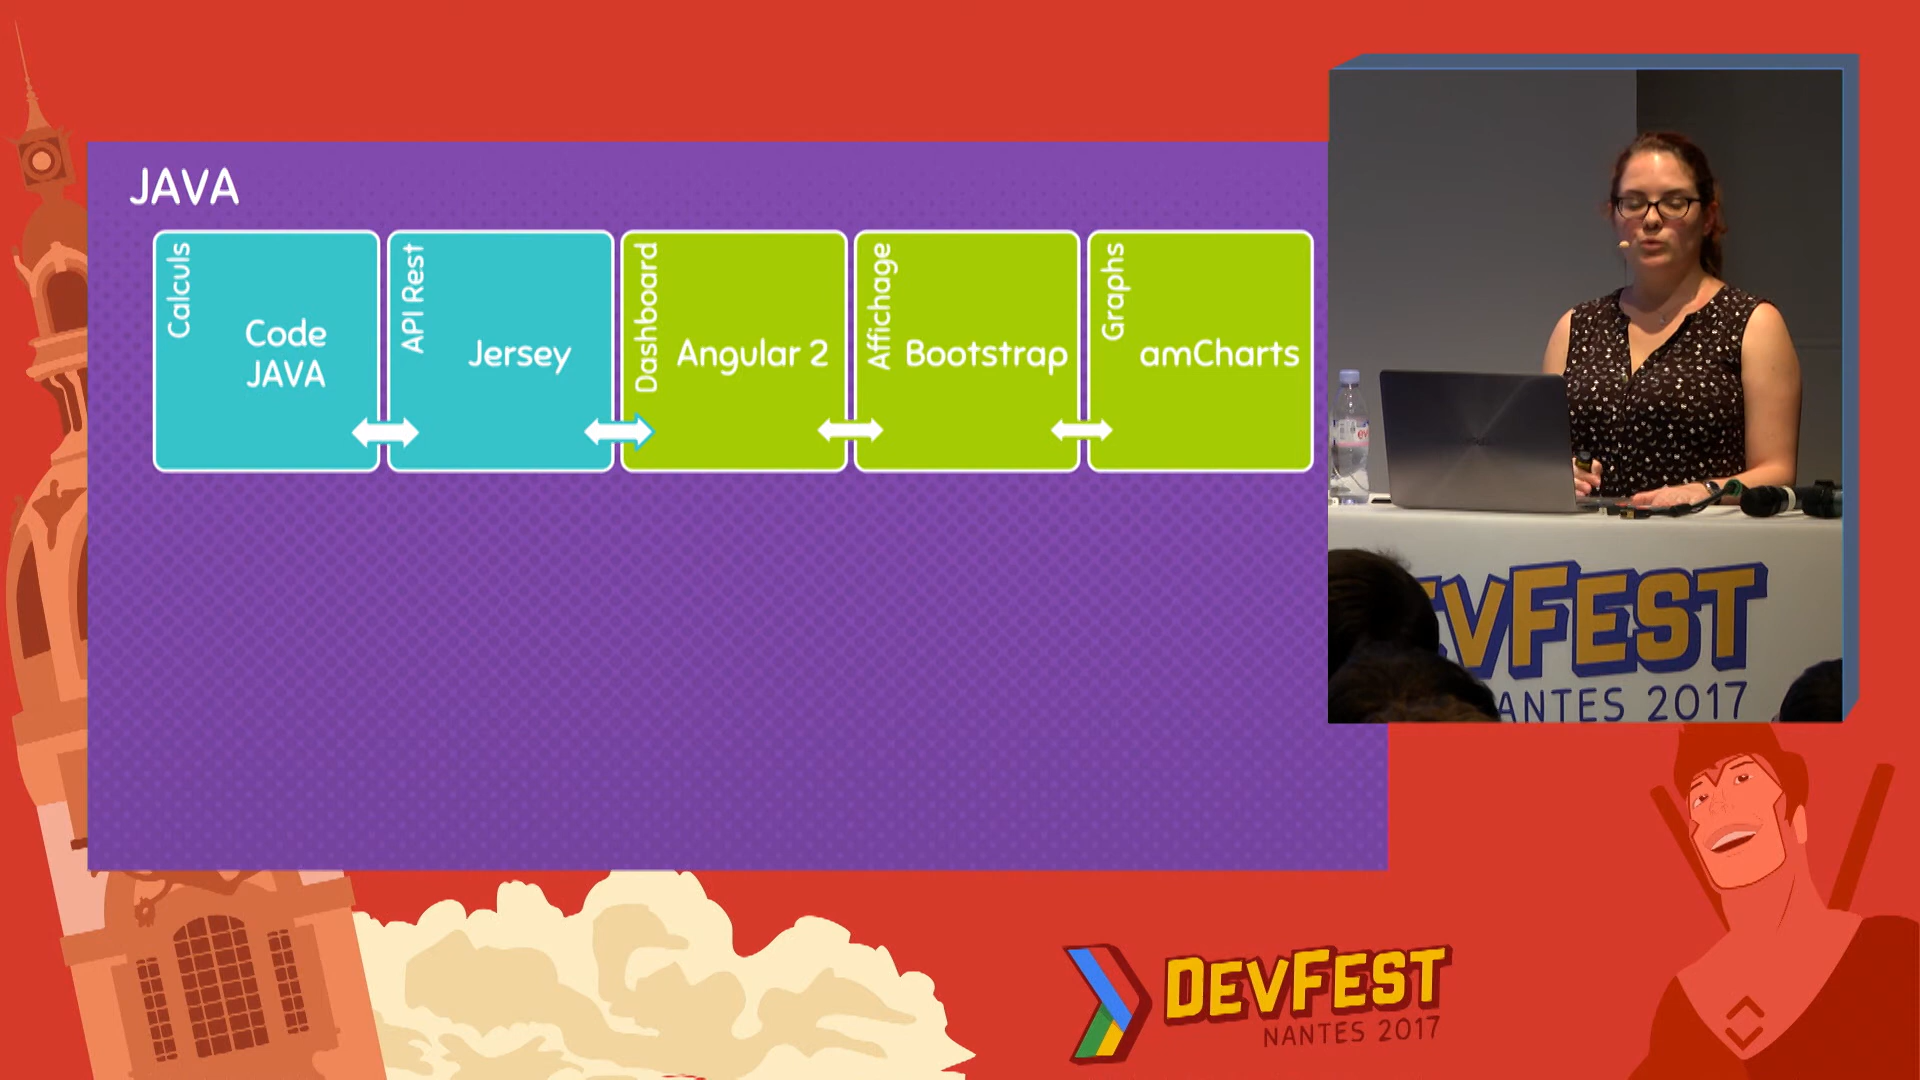 JAVA
Calculs
Code
JAVA
API Rest
Jersey
Dashboard
Angular 2
Affichage
Bootstrap
Graphs
amCharts
EVFEST
ANTES 2017
DEVFEST
NANTES 2017